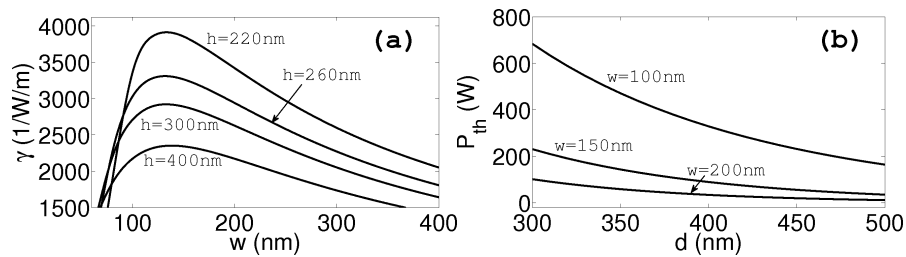 (a)
h=220nm
h=260nm
h=300nm
h=400nm
γ (1/W/m)
4000
3500
3000
2500
2000
1500
100
200
300
400
w (nm)
(b)
w=100nm
w=150nm
w=200nm
P_th (W)
800
600
400
200
0
300
350
400
450
500
d (nm)